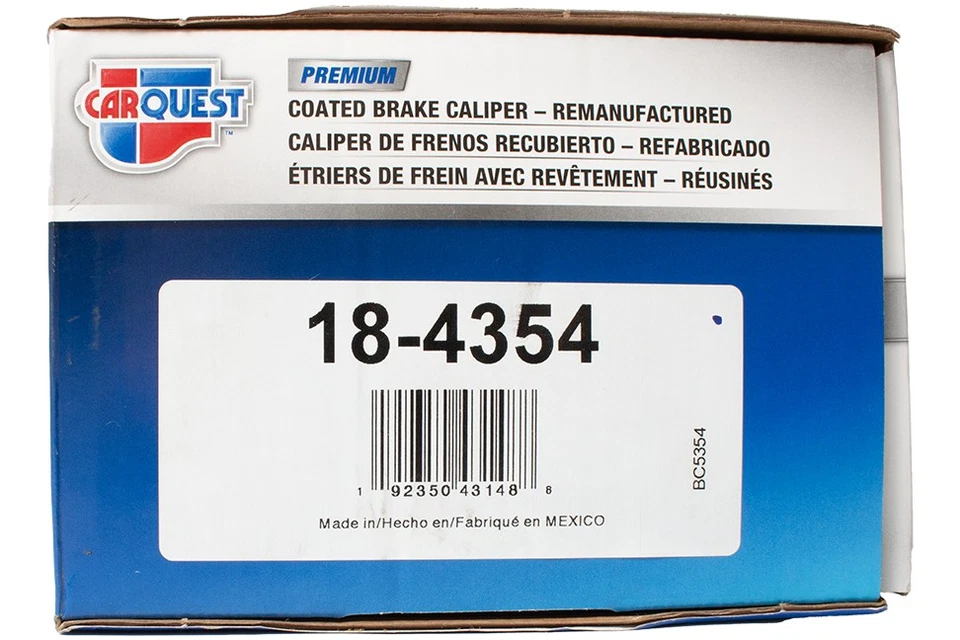 CARQUEST™
PREMIUM
COATED BRAKE CALIPER – REMANUFACTURED
CALIPER DE FRENOS RECUBIERTO – REFABRICADO
ÉTRIERS DE FREIN AVEC REVÊTEMENT – RÉUSINÉS
18-4354
1 92350 43148 8
BC5354
Made in/Hecho en/Fabriqué en MEXICO